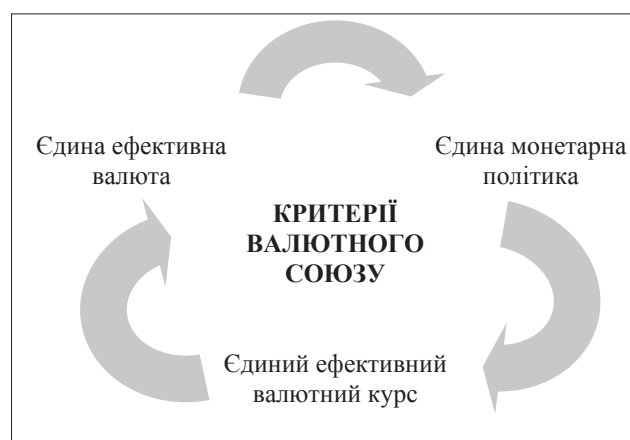 Єдина ефективна
валюта
Єдина монетарна
політика
КРИТЕРІЇ
ВАЛЮТНОГО
СОЮЗУ
Єдиний ефективний
валютний курс